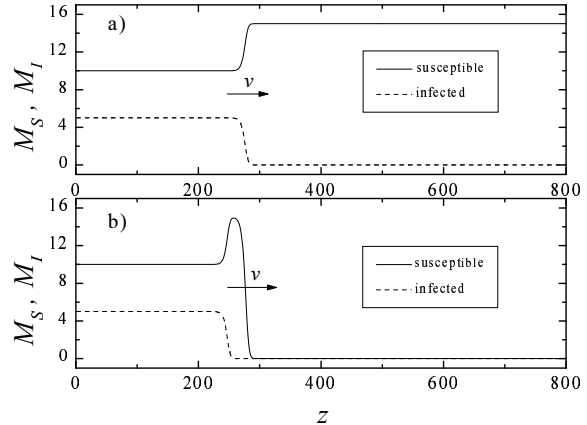 a)
16
12
8
4
0
M_S , M_I
v
susceptible
infected
0 200 400 600 800
b)
16
12
8
4
0
M_S , M_I
v
susceptible
infected
0 200 400 600 800
z